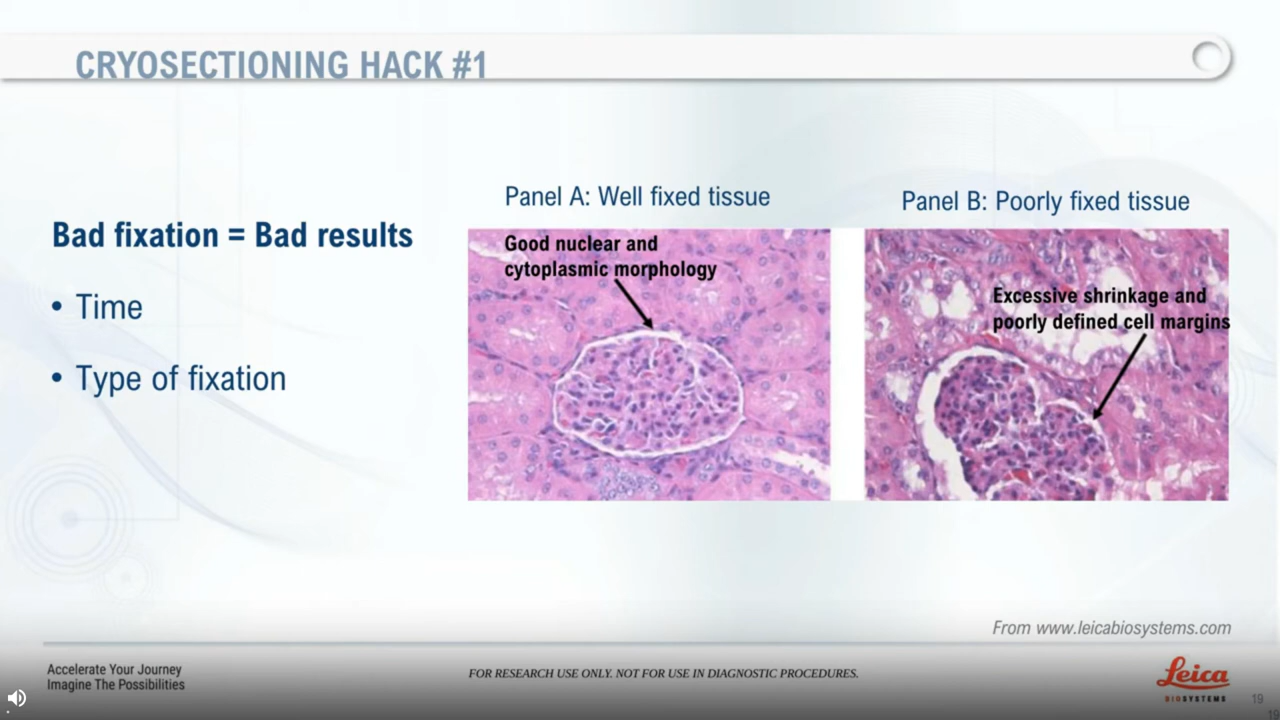 CRYOSECTIONING HACK #1
Bad fixation = Bad results
• Time
• Type of fixation
Panel A: Well fixed tissue
Good nuclear and
cytoplasmic morphology
Panel B: Poorly fixed tissue
Excessive shrinkage and
poorly defined cell margins
From www.leicabiosystems.com
Accelerate Your Journey
Imagine The Possibilities
FOR RESEARCH USE ONLY. NOT FOR USE IN DIAGNOSTIC PROCEDURES.
Leica
BIOSYSTEMS
19